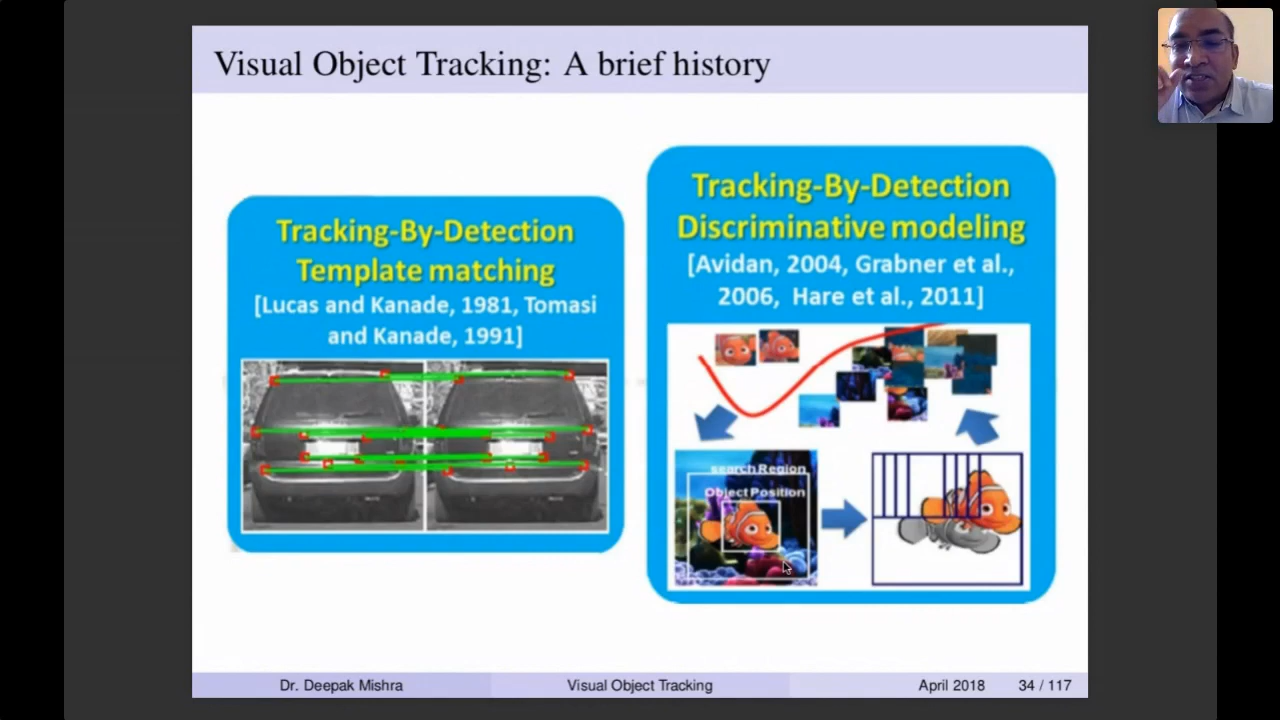 Visual Object Tracking: A brief history
Tracking-By-Detection
Template matching
[Lucas and Kanade, 1981, Tomasi
and Kanade, 1991]
Tracking-By-Detection
Discriminative modeling
[Avidan, 2004, Grabner et al.,
2006, Hare et al., 2011]
search Region
Object Position
Dr. Deepak Mishra
Visual Object Tracking
April 2018
34 / 117